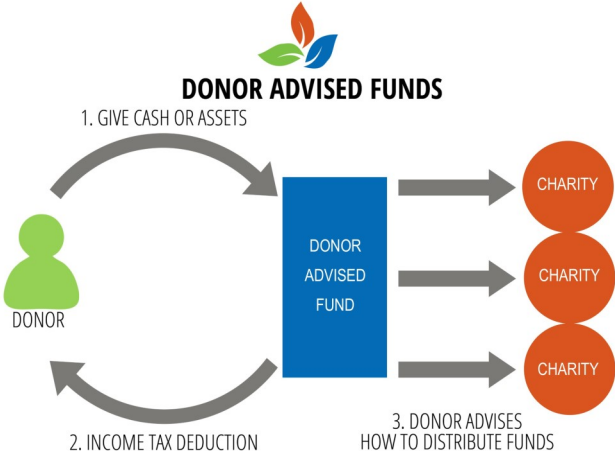 DONOR ADVISED FUNDS
1. GIVE CASH OR ASSETS
DONOR
DONOR
ADVISED
FUND
CHARITY
CHARITY
CHARITY
2. INCOME TAX DEDUCTION
3. DONOR ADVISES
HOW TO DISTRIBUTE FUNDS